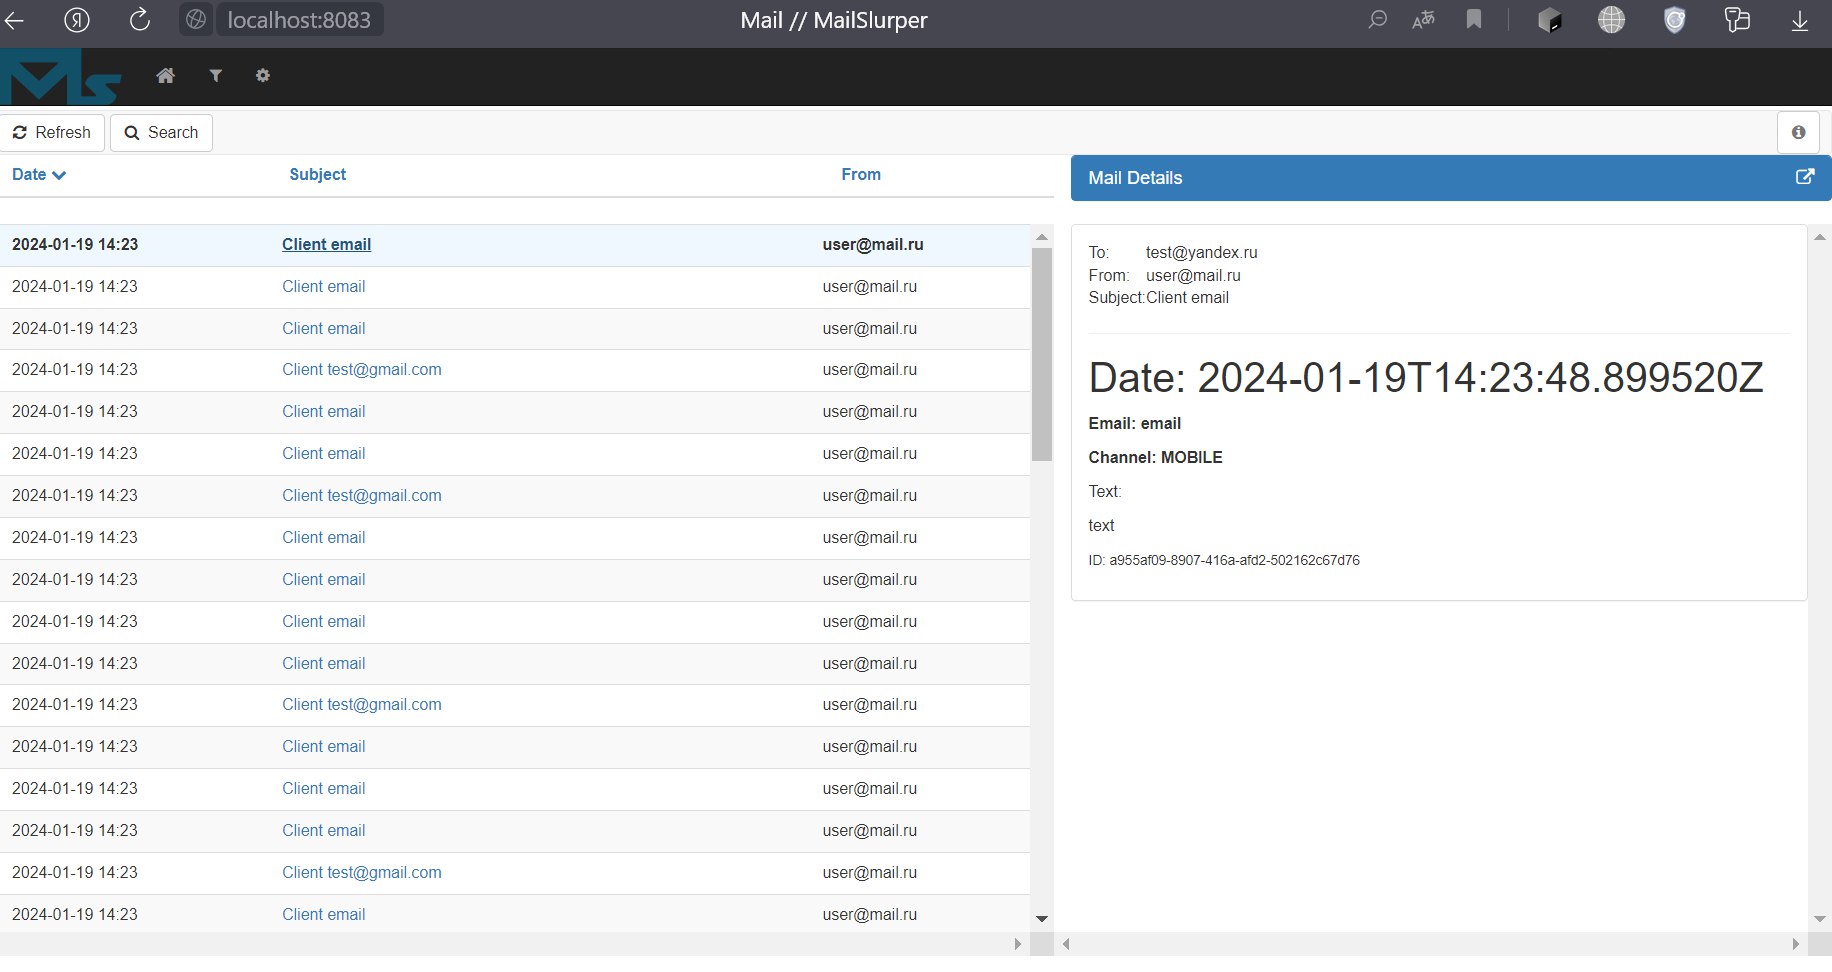 localhost:8083 Mail // MailSlurper
Ms
Refresh Search
Date Subject From
Mail Details
2024-01-19 14:23 Client email user@mail.ru
2024-01-19 14:23 Client email user@mail.ru
2024-01-19 14:23 Client email user@mail.ru
2024-01-19 14:23 Client test@gmail.com user@mail.ru
2024-01-19 14:23 Client email user@mail.ru
2024-01-19 14:23 Client email user@mail.ru
2024-01-19 14:23 Client test@gmail.com user@mail.ru
2024-01-19 14:23 Client email user@mail.ru
2024-01-19 14:23 Client email user@mail.ru
2024-01-19 14:23 Client email user@mail.ru
2024-01-19 14:23 Client email user@mail.ru
2024-01-19 14:23 Client test@gmail.com user@mail.ru
2024-01-19 14:23 Client email user@mail.ru
2024-01-19 14:23 Client email user@mail.ru
2024-01-19 14:23 Client email user@mail.ru
2024-01-19 14:23 Client test@gmail.com user@mail.ru
2024-01-19 14:23 Client email user@mail.ru
To: test@yandex.ru
From: user@mail.ru
Subject:Client email
Date: 2024-01-19T14:23:48.899520Z
Email: email
Channel: MOBILE
Text:
text
ID: a955af09-8907-416a-afd2-502162c67d76